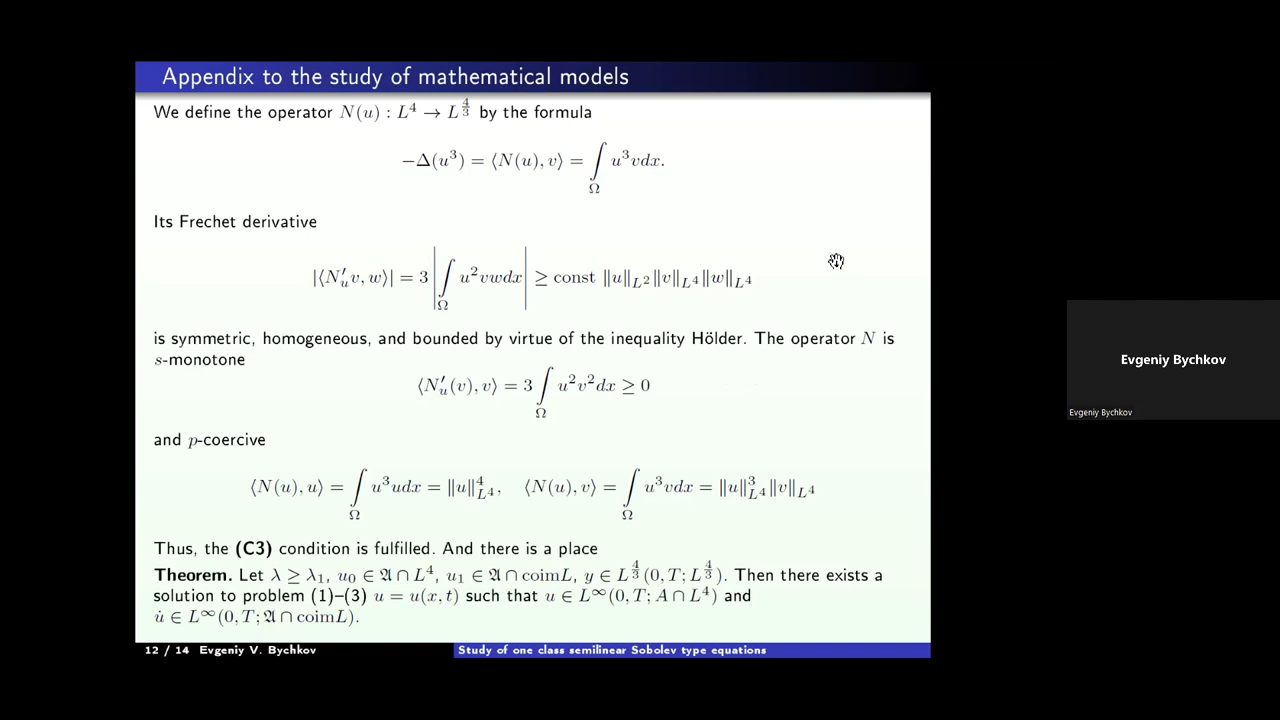 Appendix to the study of mathematical models
We define the operator N(u) : L^4 → L^{4/3} by the formula
−Δ(u^3) = ⟨N(u), v⟩ = ∫_Ω u^3 v dx.
Its Frechet derivative
|⟨N′_u v, w⟩| = 3 |∫_Ω u^2 v w dx| ≥ const ‖u‖_{L^2} ‖v‖_{L^4} ‖w‖_{L^4}
is symmetric, homogeneous, and bounded by virtue of the inequality Hölder. The operator N is
s-monotone
⟨N′_u(v), v⟩ = 3 ∫_Ω u^2 v^2 dx ≥ 0
and p-coercive
⟨N(u), u⟩ = ∫_Ω u^3 u dx = ‖u‖^4_{L^4}, ⟨N(u), v⟩ = ∫_Ω u^3 v dx = ‖u‖^3_{L^4} ‖v‖_{L^4}
Thus, the (C3) condition is fulfilled. And there is a place
Theorem. Let λ ≥ λ_1, u_0 ∈ 𝔄 ∩ L^4, u_1 ∈ 𝔄 ∩ coimL, y ∈ L^{4/3}(0, T; L^{4/3}). Then there exists a
solution to problem (1)–(3) u = u(x, t) such that u ∈ L^∞(0, T; A ∩ L^4) and
u̇ ∈ L^∞(0, T; 𝔄 ∩ coimL).
12 / 14 Evgeniy V. Bychkov
Study of one class semilinear Sobolev type equations
Evgeniy Bychkov
Evgeniy Bychkov